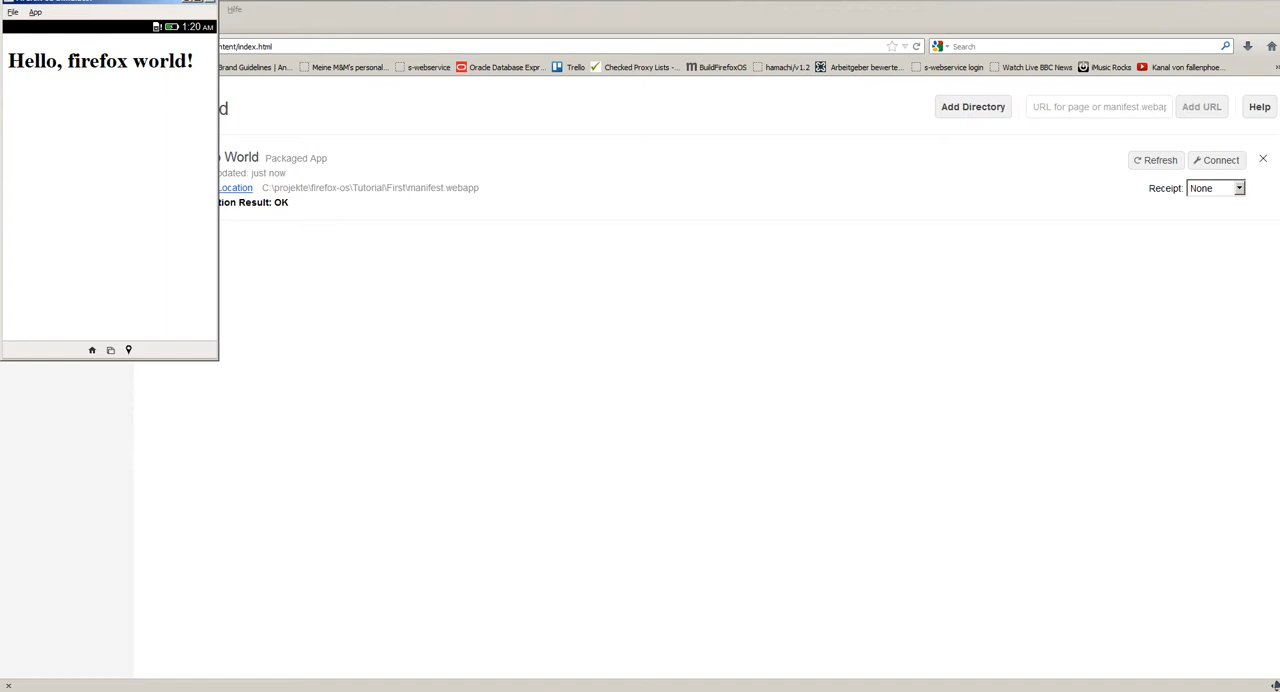 Hilfe
File App
1:20 AM
Hello, firefox world!
ntent/index.html
Search
Brand Guidelines | An... Meine M&M's personal... s-webservice Oracle Database Expr... Trello Checked Proxy Lists -... BuildFirefoxOS hamachi/v1.2 Arbeitgeber bewerte... s-webservice login Watch Live BBC News iMusic Rocks Kanal von fallenphoe...
d
Add Directory
URL for page or manifest.webapp
Add URL
Help
World Packaged App
pdated: just now
Location C:\projekte\firefox-os\Tutorial\First\manifest.webapp
tion Result: OK
Refresh
Connect
Receipt: None